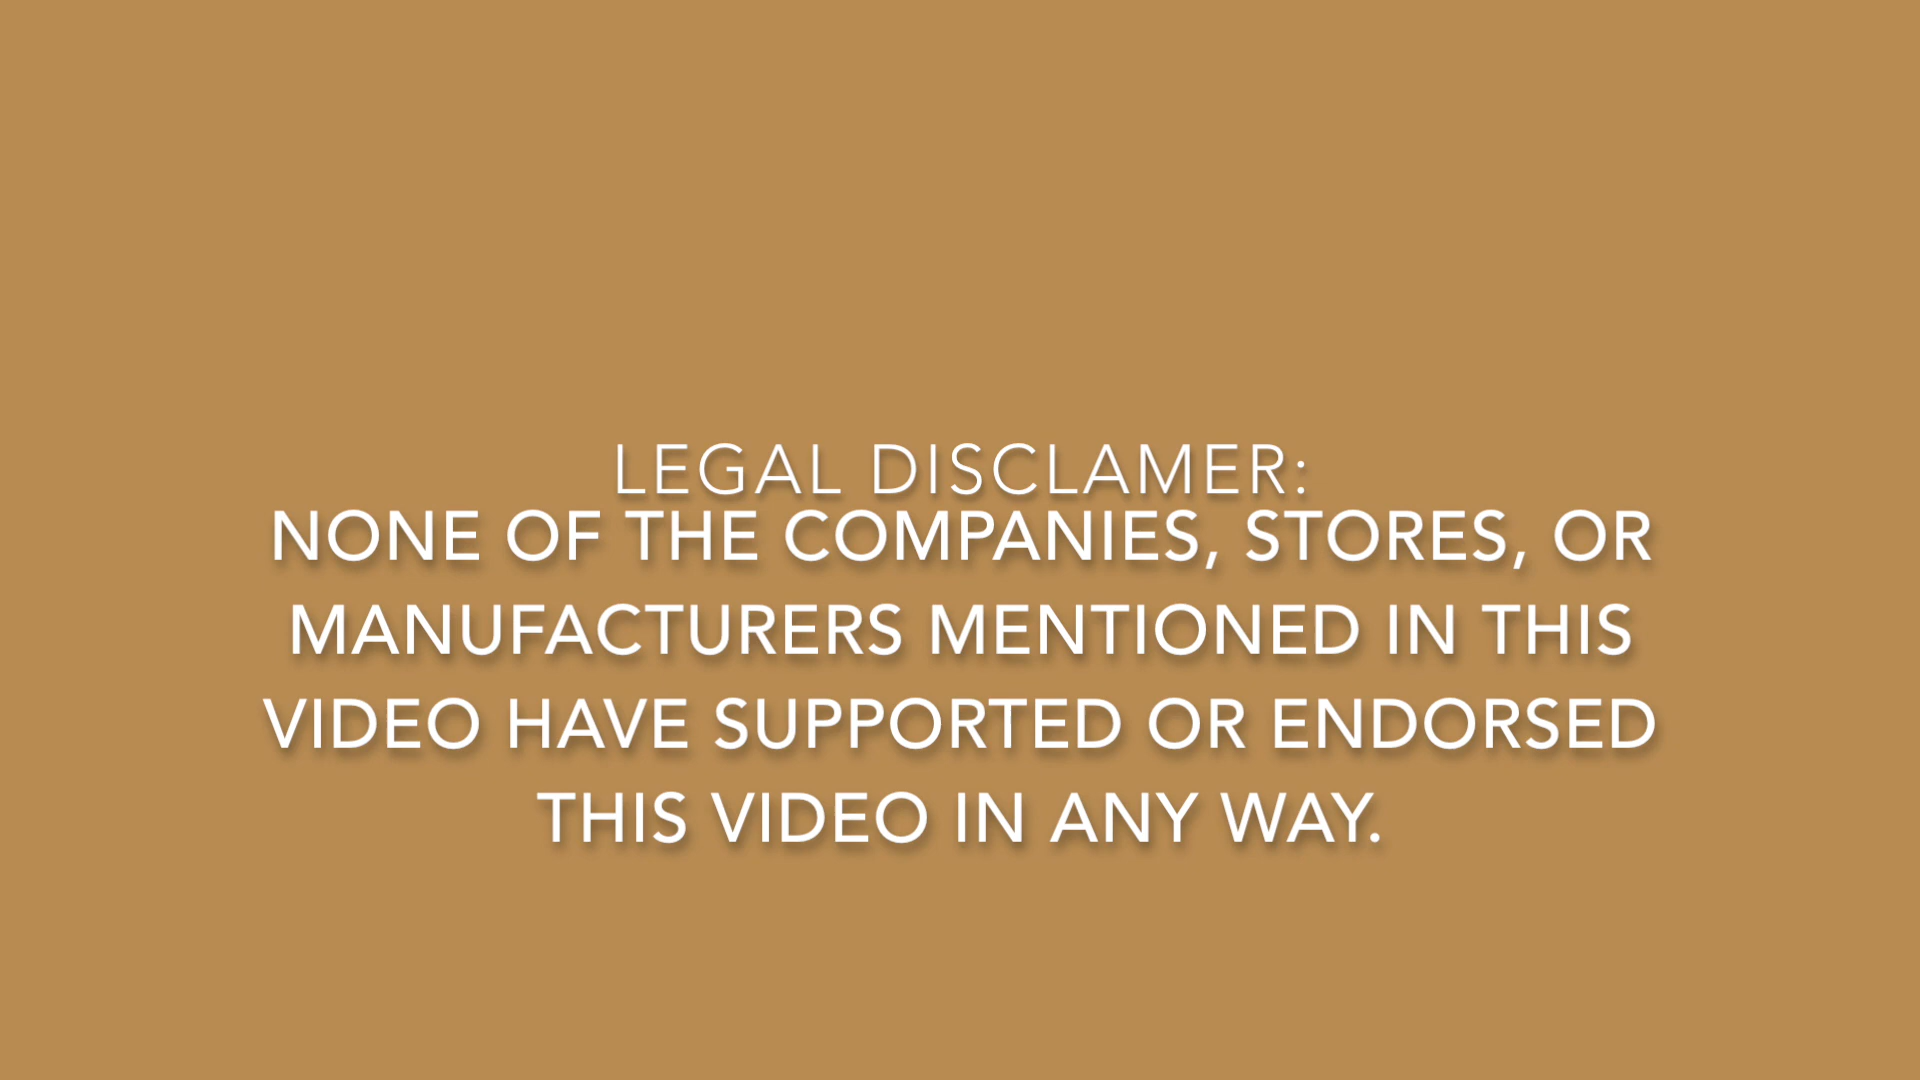 LEGAL DISCLAMER:
NONE OF THE COMPANIES, STORES, OR
MANUFACTURERS MENTIONED IN THIS
VIDEO HAVE SUPPORTED OR ENDORSED
THIS VIDEO IN ANY WAY.